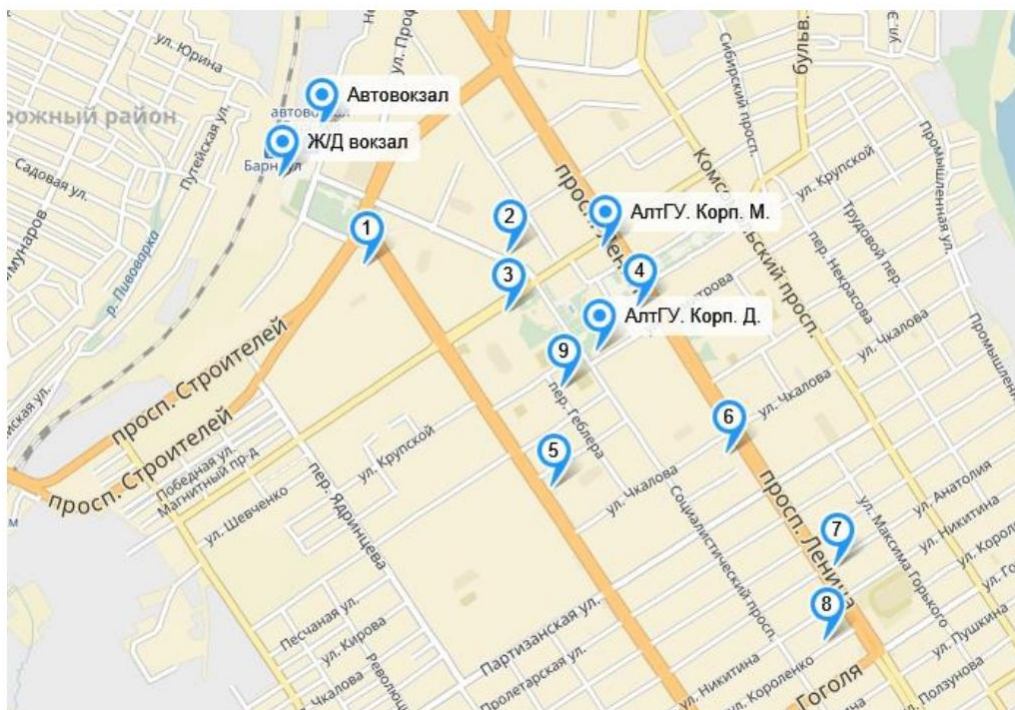 ул. Юрина
Автовокзал
Ж/Д вокзал
рожный район
Путейская ул.
Садовая ул.
р. Пивоварка
Сибирский просп.
бульв.
Промышленная ул.
ул. Крупской
Трудовой пер.
пер. Некрасова
Комсомольский просп.
АлтГУ. Корп. М.
1
2
3
4
АлтГУ. Корп. Д.
9
5
6
7
8
просп. Строителей
просп. Строителей
Победная ул.
Магнитный пр-д
ул. Шевченко
ул. Крупской
пер. Ядринцева
пер. Геблера
ул. Чкалова
ул. Чкалова
ул. Чкалова
просп. Ленина
Социалистический просп.
ул. Анатолия
ул. Никитина
ул. Максима Горького
ул. Пушкина
ул. Ползунова
Песчаная ул.
ул. Кирова
Партизанская ул.
Пролетарская ул.
ул. Никитина
ул. Короленко
Гоголя